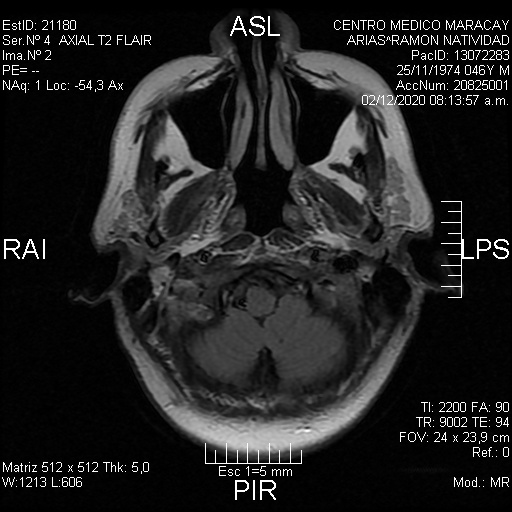 EstID: 21180
Ser.Nº 4 AXIAL T2 FLAIR
Ima.Nº 2
PE= --
NAq: 1 Loc: -54,3 Ax
ASL
CENTRO MEDICO MARACAY
ARIAS^RAMON NATIVIDAD
PacID: 13072283
25/11/1974 046Y M
AccNum: 20825001
02/12/2020 08:13:57 a.m.
RAI
LPS
Matriz 512 x 512 Thk: 5,0
W:1213 L:606
Esc 1=5 mm
PIR
TI: 2200 FA: 90
TR: 9002 TE: 94
FOV: 24 x 23,9 cm
Ref.: 0
Mod.: MR